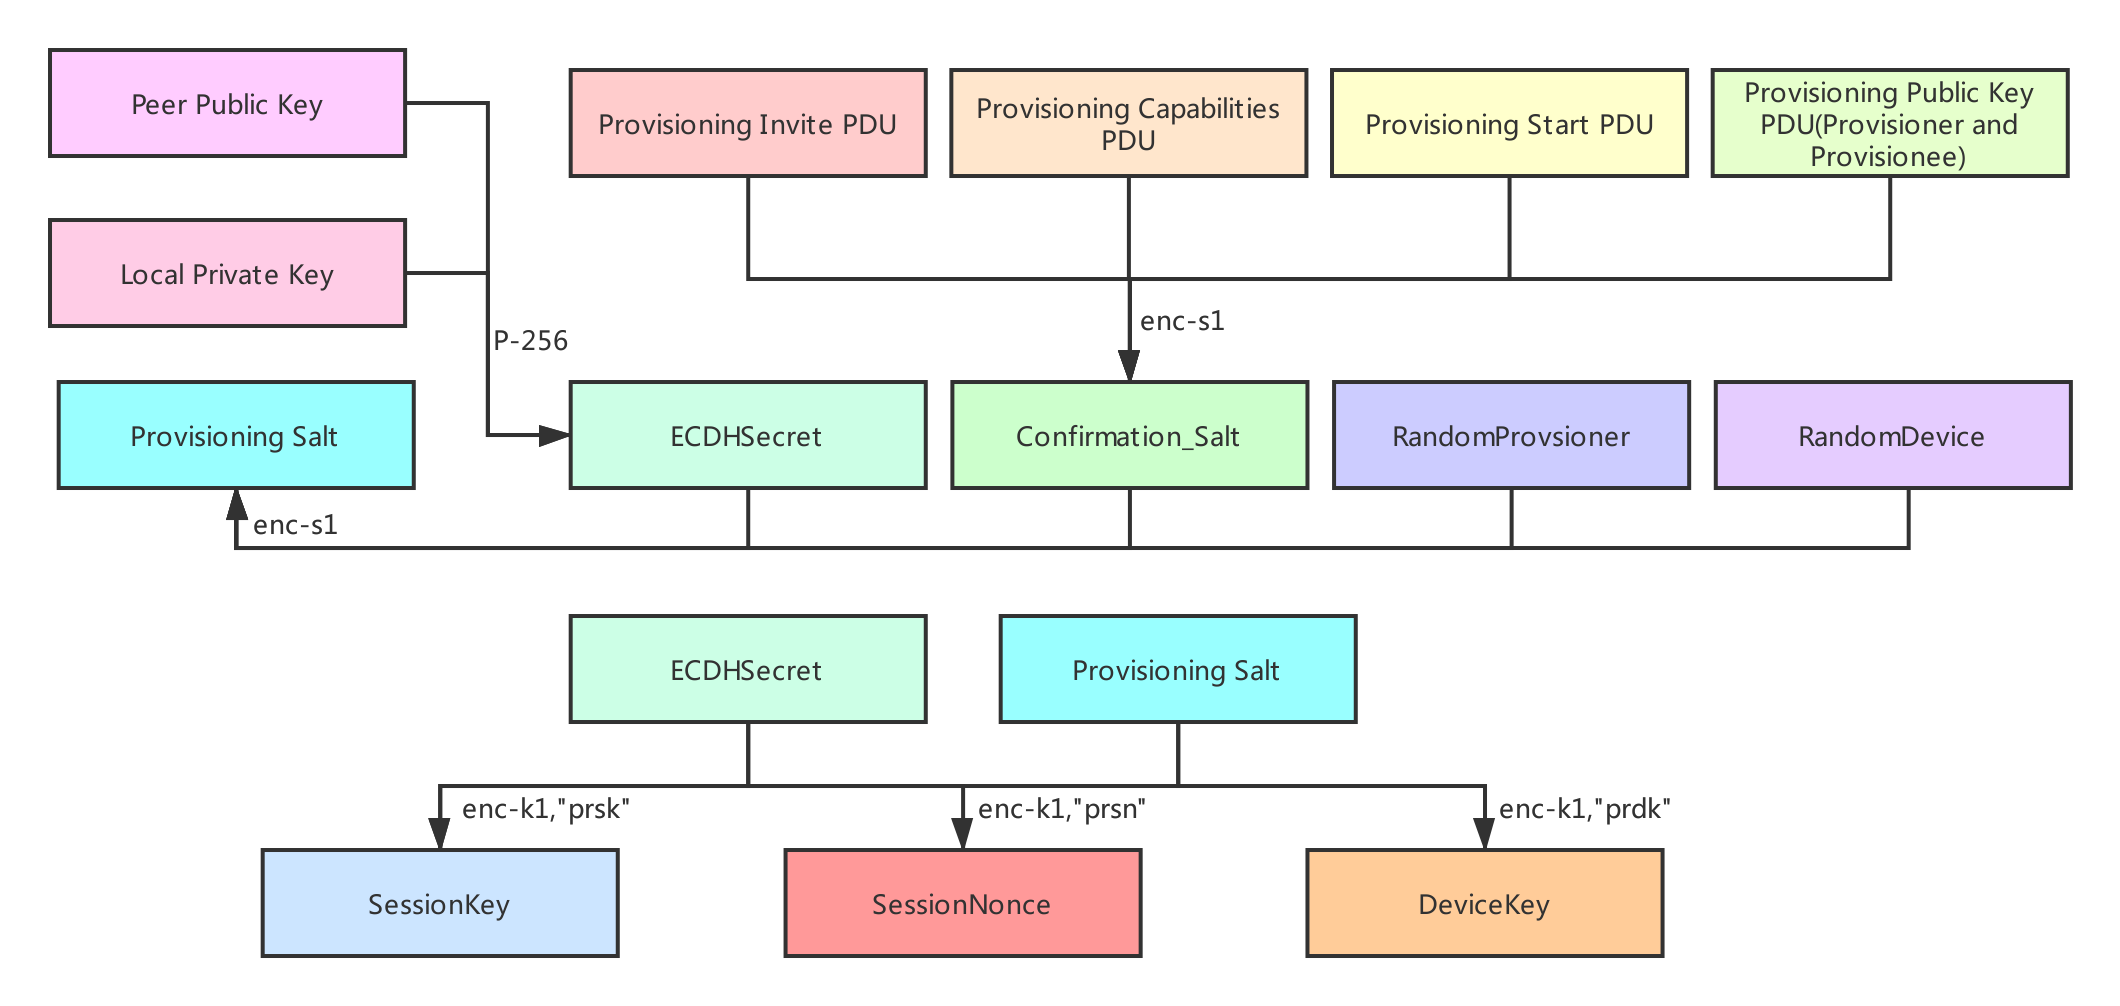 Peer Public Key
Provisioning Invite PDU
Provisioning Capabilities
PDU
Provisioning Start PDU
Provisioning Public Key
PDU(Provisioner and
Provisionee)
Local Private Key
P-256
enc-s1
Provisioning Salt
ECDHSecret
Confirmation_Salt
RandomProvsioner
RandomDevice
enc-s1
ECDHSecret
Provisioning Salt
enc-k1,"prsk"
enc-k1,"prsn"
enc-k1,"prdk"
SessionKey
SessionNonce
DeviceKey